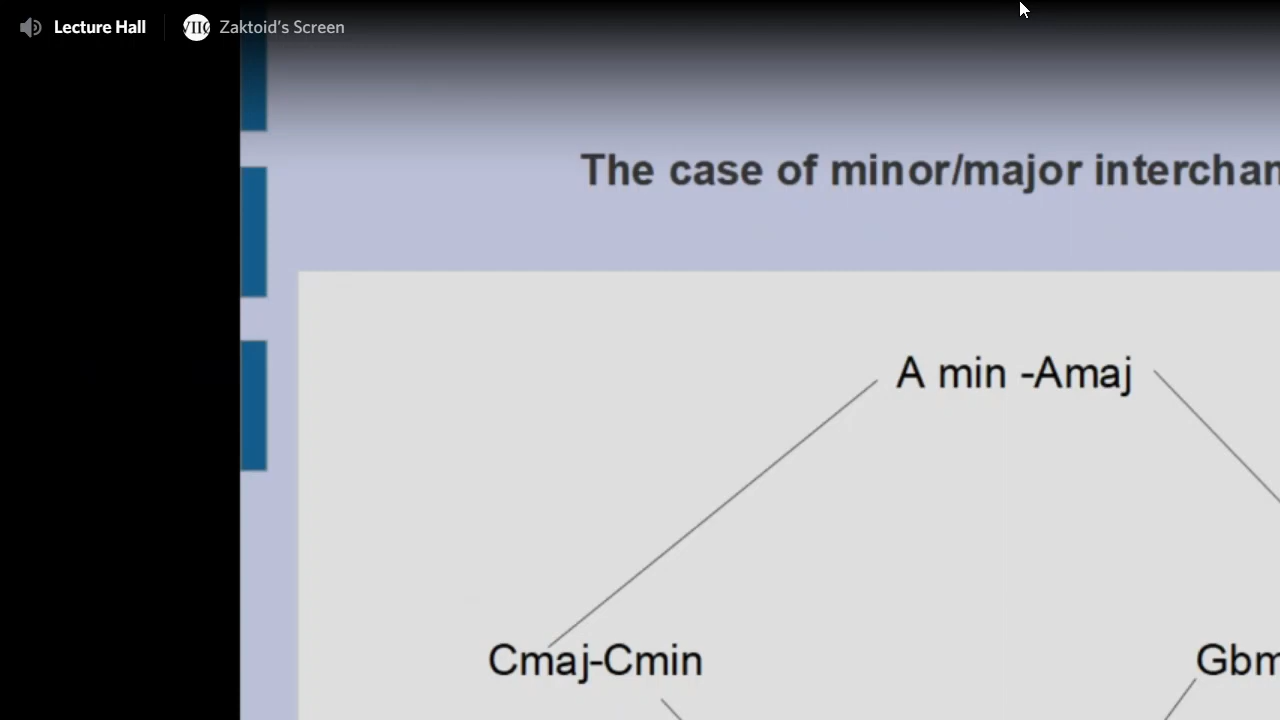 Lecture Hall
Zaktoid's Screen
The case of minor/major interchan
A min -Amaj
Cmaj-Cmin
Gbm